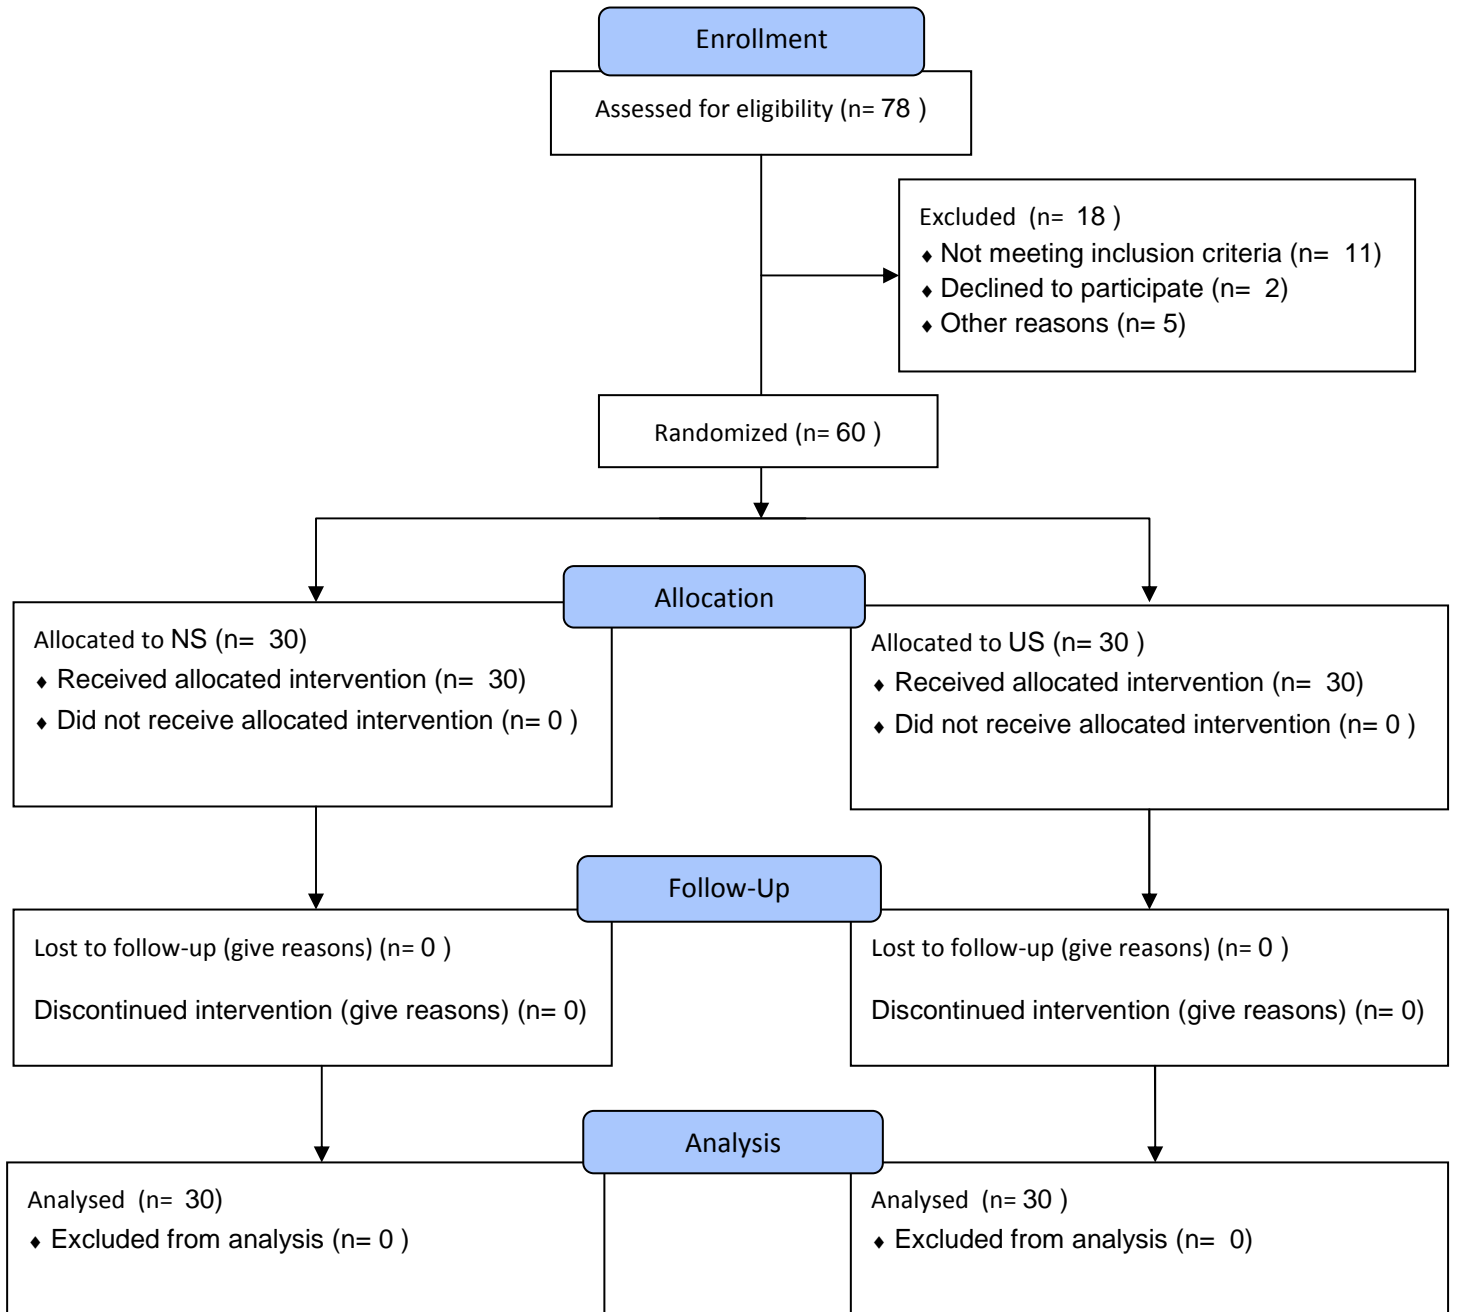 Enrollment
Assessed for eligibility (n= 78 )
Excluded (n= 18 )
♦ Not meeting inclusion criteria (n= 11)
♦ Declined to participate (n= 2)
♦ Other reasons (n= 5)
Randomized (n= 60 )
Allocation
Allocated to NS (n= 30)
♦ Received allocated intervention (n= 30)
♦ Did not receive allocated intervention (n= 0 )
Allocated to US (n= 30 )
♦ Received allocated intervention (n= 30)
♦ Did not receive allocated intervention (n= 0 )
Follow-Up
Lost to follow-up (give reasons) (n= 0 )
Discontinued intervention (give reasons) (n= 0)
Lost to follow-up (give reasons) (n= 0 )
Discontinued intervention (give reasons) (n= 0)
Analysis
Analysed (n= 30)
♦ Excluded from analysis (n= 0 )
Analysed (n= 30 )
♦ Excluded from analysis (n= 0)